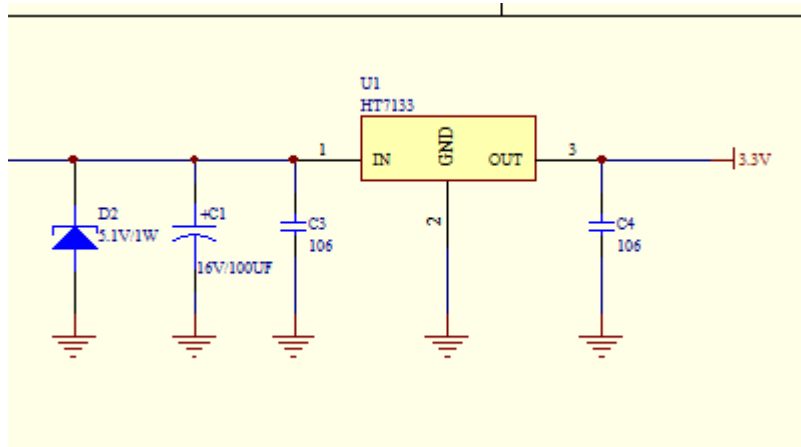 U1
HT7133
1
IN
GND
OUT
3
3.3V
2
D2
5.1V/1W
+C1
16V/100UF
C3
106
C4
106